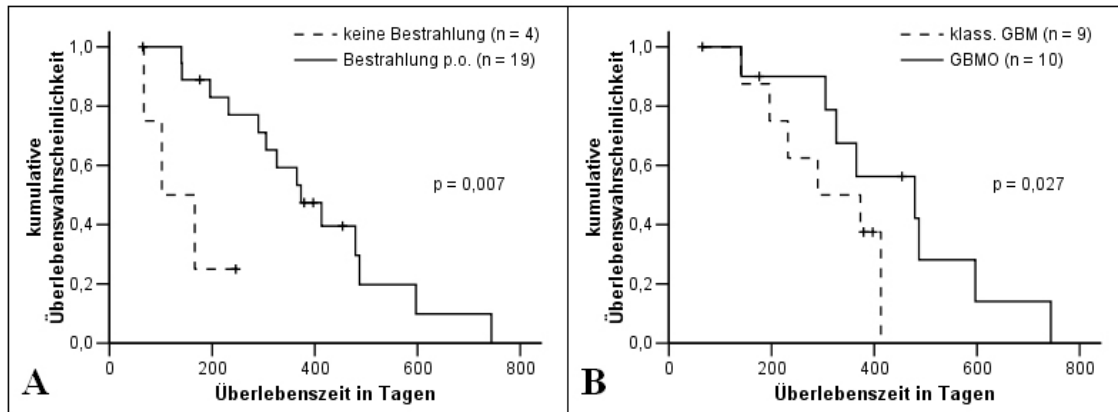 keine Bestrahlung (n = 4)
Bestrahlung p.o. (n = 19)
kumulative
Überlebenswahrscheinlichkeit
1,0
0,8
0,6
0,4
0,2
0,0
p = 0,007
0
200
400
600
800
Überlebenszeit in Tagen
A
klass. GBM (n = 9)
GBMO (n = 10)
kumulative
Überlebenswahrscheinlichkeit
1,0
0,8
0,6
0,4
0,2
0,0
p = 0,027
0
200
400
600
800
Überlebenszeit in Tagen
B